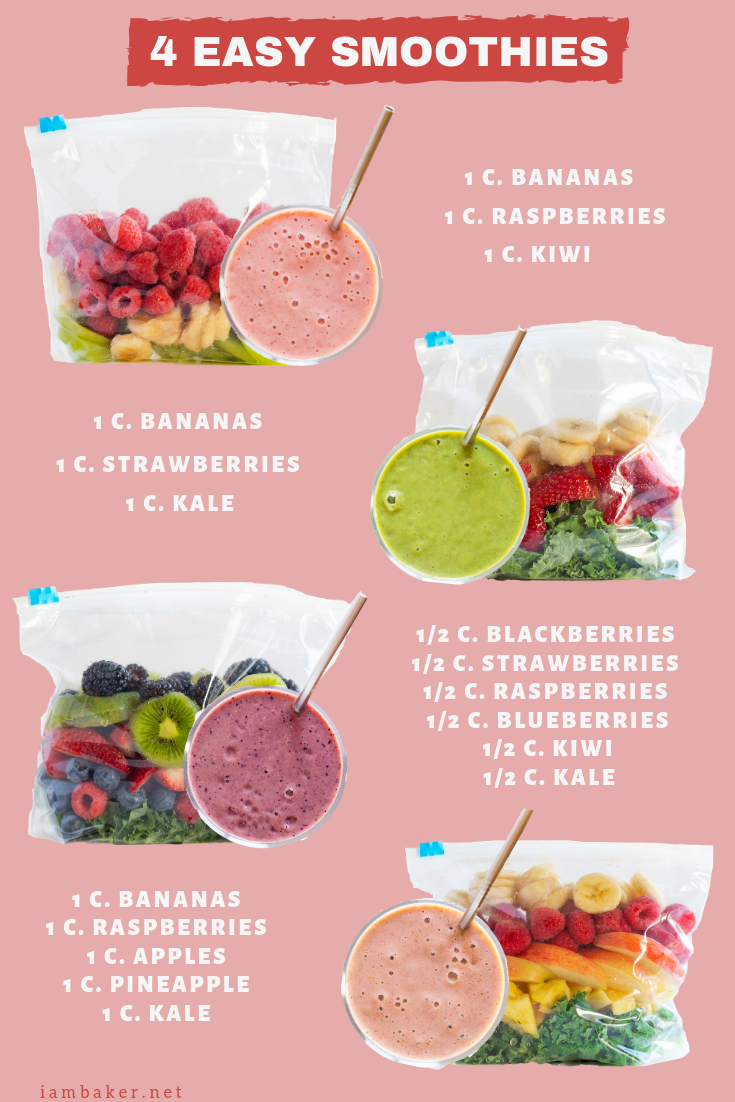 4 EASY SMOOTHIES
1 C. BANANAS
1 C. RASPBERRIES
1 C. KIWI
1 C. BANANAS
1 C. STRAWBERRIES
1 C. KALE
1/2 C. BLACKBERRIES
1/2 C. STRAWBERRIES
1/2 C. RASPBERRIES
1/2 C. BLUEBERRIES
1/2 C. KIWI
1/2 C. KALE
1 C. BANANAS
1 C. RASPBERRIES
1 C. APPLES
1 C. PINEAPPLE
1 C. KALE
iambaker.net